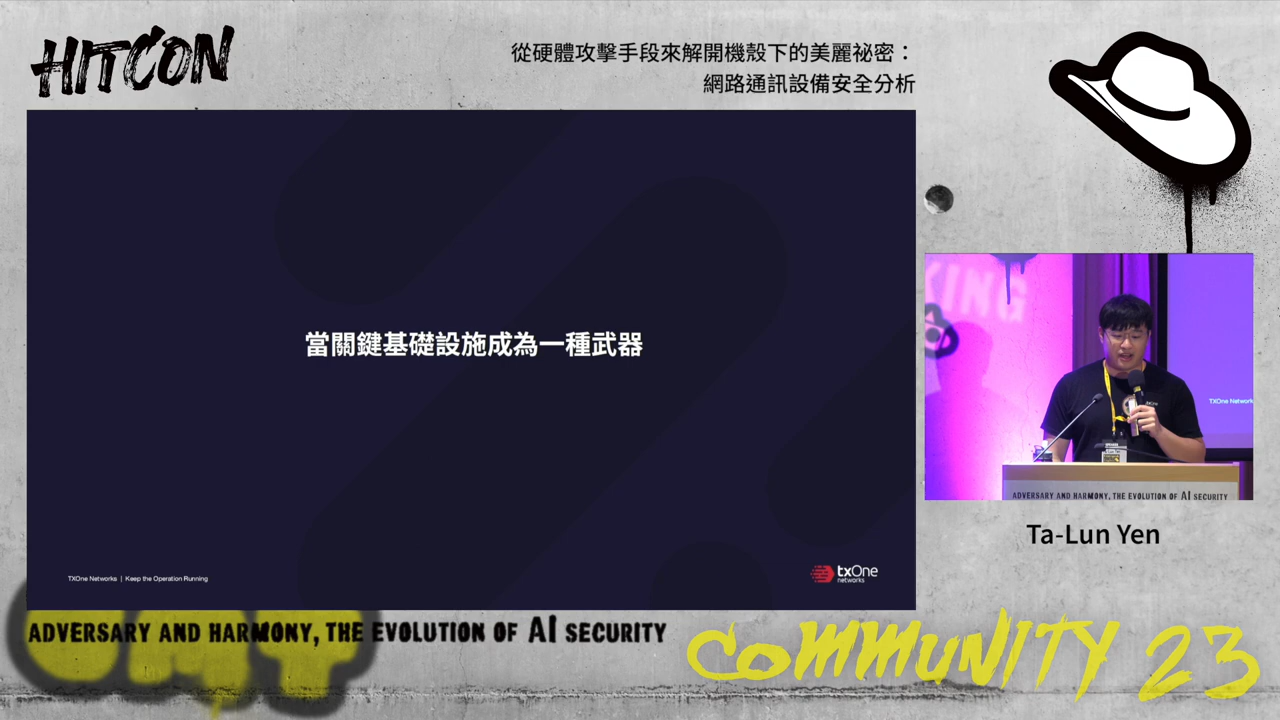 HITCON
從硬體攻擊手段來解開機殼下的美麗祕密：
網路通訊設備安全分析
當關鍵基礎設施成為一種武器
TXOne Networks | Keep the Operation Running
txOne
networks
KING
TXOne Network
ADVERSARY AND HARMONY, THE EVOLUTION OF AI SECURITY
Ta-Lun Yen
ADVERSARY AND HARMONY, THE EVOLUTION OF AI SECURITY
COMMUNITY 23